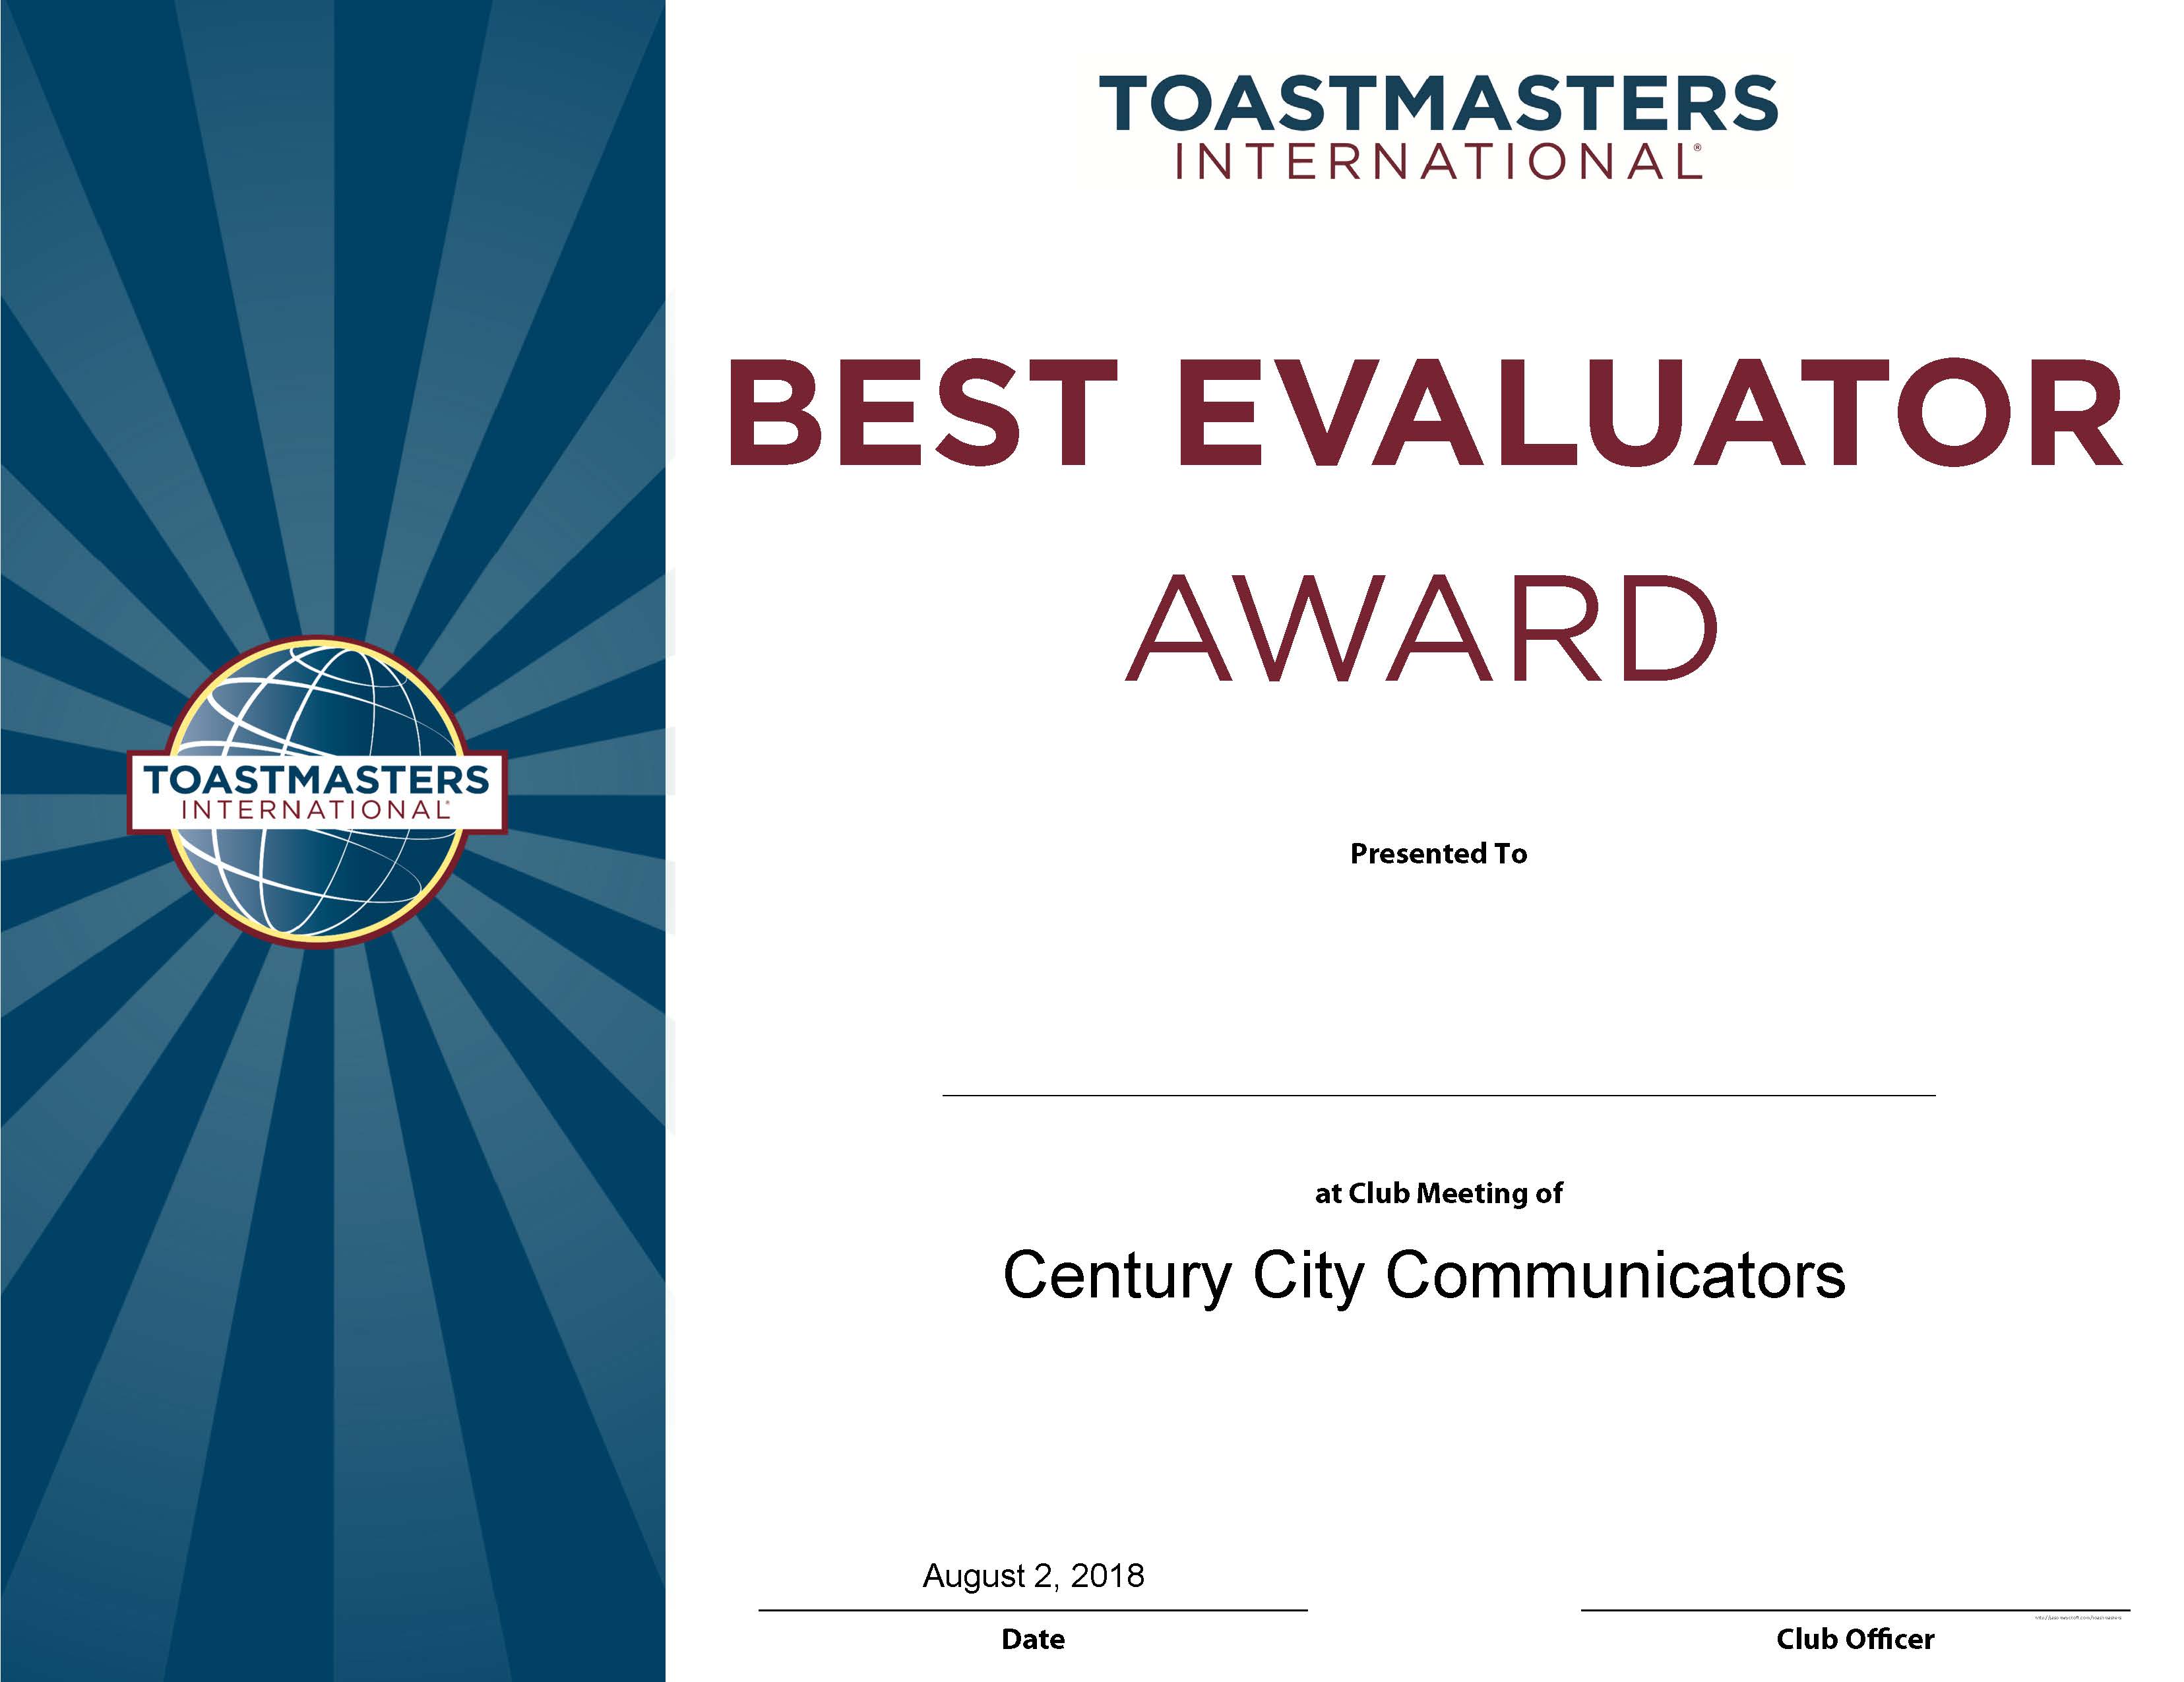 TOASTMASTERS
INTERNATIONAL®
BEST EVALUATOR
AWARD
TOASTMASTERS
INTERNATIONAL®
Presented To
at Club Meeting of
Century City Communicators
August 2, 2018
Date
Club Officer